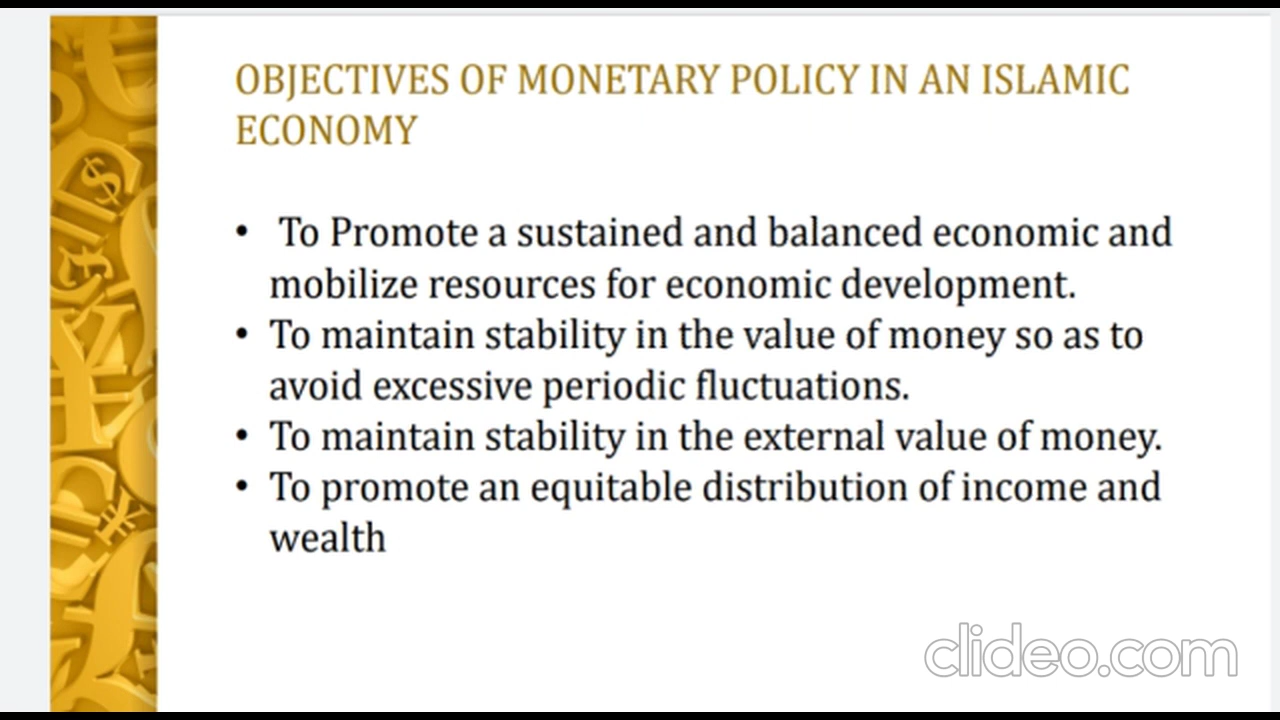 OBJECTIVES OF MONETARY POLICY IN AN ISLAMIC
ECONOMY
• To Promote a sustained and balanced economic and
mobilize resources for economic development.
• To maintain stability in the value of money so as to
avoid excessive periodic fluctuations.
• To maintain stability in the external value of money.
• To promote an equitable distribution of income and
wealth
clideo.com